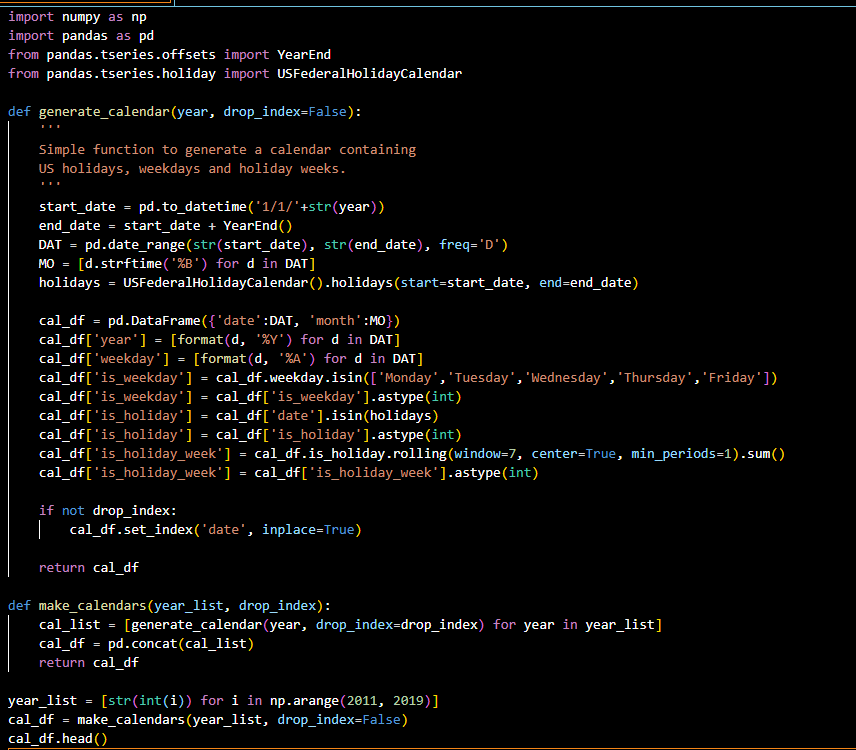 import numpy as np
import pandas as pd
from pandas.tseries.offsets import YearEnd
from pandas.tseries.holiday import USFederalHolidayCalendar

def generate_calendar(year, drop_index=False):
    '''
    Simple function to generate a calendar containing
    US holidays, weekdays and holiday weeks.
    '''
    start_date = pd.to_datetime('1/1/'+str(year))
    end_date = start_date + YearEnd()
    DAT = pd.date_range(str(start_date), str(end_date), freq='D')
    MO = [d.strftime('%B') for d in DAT]
    holidays = USFederalHolidayCalendar().holidays(start=start_date, end=end_date)

    cal_df = pd.DataFrame({'date':DAT, 'month':MO})
    cal_df['year'] = [format(d, '%Y') for d in DAT]
    cal_df['weekday'] = [format(d, '%A') for d in DAT]
    cal_df['is_weekday'] = cal_df.weekday.isin(['Monday','Tuesday','Wednesday','Thursday','Friday'])
    cal_df['is_weekday'] = cal_df['is_weekday'].astype(int)
    cal_df['is_holiday'] = cal_df['date'].isin(holidays)
    cal_df['is_holiday'] = cal_df['is_holiday'].astype(int)
    cal_df['is_holiday_week'] = cal_df.is_holiday.rolling(window=7, center=True, min_periods=1).sum()
    cal_df['is_holiday_week'] = cal_df['is_holiday_week'].astype(int)

    if not drop_index:
        cal_df.set_index('date', inplace=True)

    return cal_df

def make_calendars(year_list, drop_index):
    cal_list = [generate_calendar(year, drop_index=drop_index) for year in year_list]
    cal_df = pd.concat(cal_list)
    return cal_df

year_list = [str(int(i)) for i in np.arange(2011, 2019)]
cal_df = make_calendars(year_list, drop_index=False)
cal_df.head()